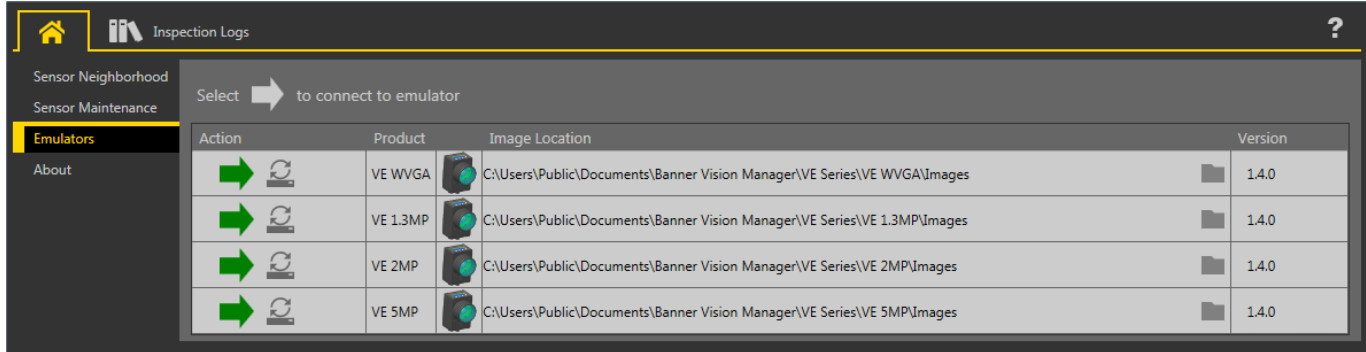 Inspection Logs
?
Sensor Neighborhood
Sensor Maintenance
Emulators
About
Select to connect to emulator
Action Product Image Location Version
VE WVGA C:\Users\Public\Documents\Banner Vision Manager\VE Series\VE WVGA\Images 1.4.0
VE 1.3MP C:\Users\Public\Documents\Banner Vision Manager\VE Series\VE 1.3MP\Images 1.4.0
VE 2MP C:\Users\Public\Documents\Banner Vision Manager\VE Series\VE 2MP\Images 1.4.0
VE 5MP C:\Users\Public\Documents\Banner Vision Manager\VE Series\VE 5MP\Images 1.4.0